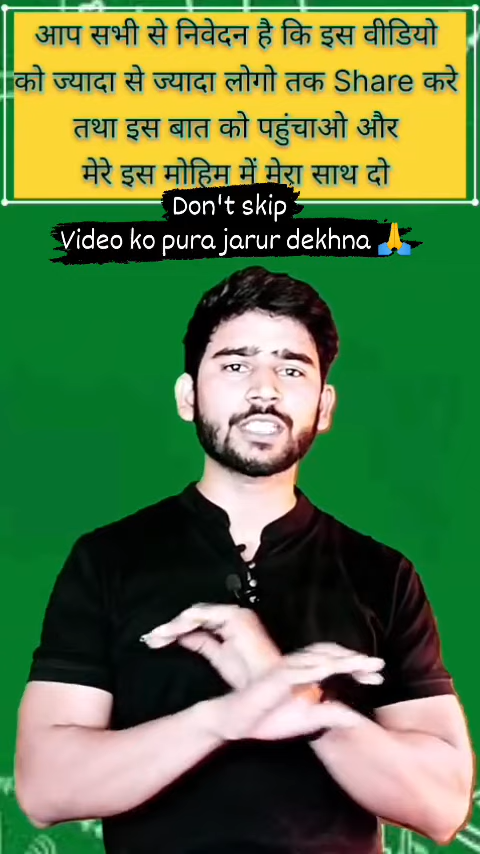 आप सभी से निवेदन है कि इस वीडियो
को ज्यादा से ज्यादा लोगो तक Share करे
तथा इस बात को पहुंचाओ और
मेरे इस मोहिम में मेरा साथ दो
Don't skip
Video ko pura jarur dekhna 🙏